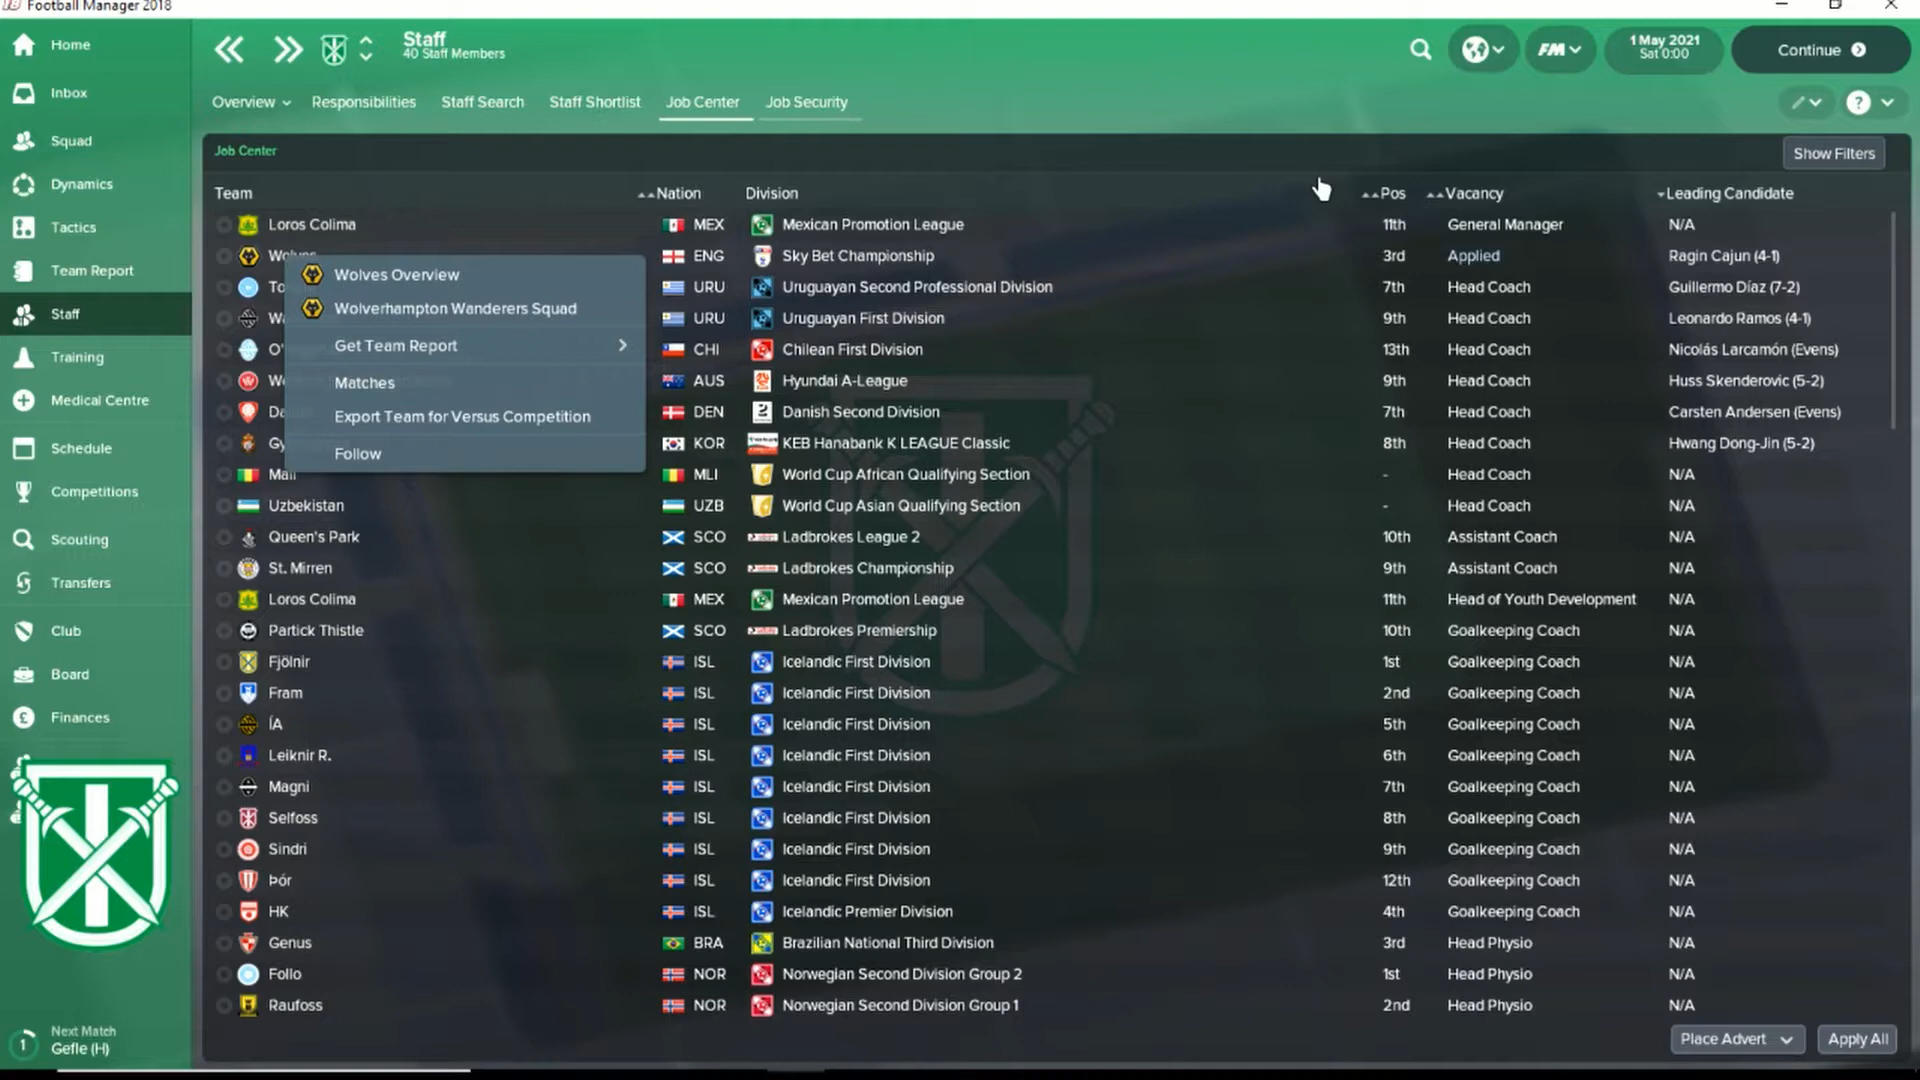 Football Manager 2018
Home
Inbox
Squad
Dynamics
Tactics
Team Report
Staff
Training
Medical Centre
Schedule
Competitions
Scouting
Transfers
Club
Board
Finances
1 Next Match
Gefle (H)
Staff
40 Staff Members
FM
1 May 2021
Sat 0:00
Continue
Overview Responsibilities Staff Search Staff Shortlist Job Center Job Security
?
Job Center
Show Filters
Team Nation Division Pos Vacancy Leading Candidate
Loros Colima MEX Mexican Promotion League 11th General Manager N/A
ENG Sky Bet Championship 3rd Applied Ragin Cajun (4-1)
URU Uruguayan Second Professional Division 7th Head Coach Guillermo Díaz (7-2)
URU Uruguayan First Division 9th Head Coach Leonardo Ramos (4-1)
CHI Chilean First Division 13th Head Coach Nicolás Larcamón (Evens)
AUS Hyundai A-League 9th Head Coach Huss Skenderovic (5-2)
DEN Danish Second Division 7th Head Coach Carsten Andersen (Evens)
KOR KEB Hanabank K LEAGUE Classic 8th Head Coach Hwang Dong-Jin (5-2)
Mali MLI World Cup African Qualifying Section - Head Coach N/A
Uzbekistan UZB World Cup Asian Qualifying Section - Head Coach N/A
Queen's Park SCO Ladbrokes League 2 10th Assistant Coach N/A
St. Mirren SCO Ladbrokes Championship 9th Assistant Coach N/A
Loros Colima MEX Mexican Promotion League 11th Head of Youth Development N/A
Partick Thistle SCO Ladbrokes Premiership 10th Goalkeeping Coach N/A
Fjölnir ISL Icelandic First Division 1st Goalkeeping Coach N/A
Fram ISL Icelandic First Division 2nd Goalkeeping Coach N/A
ÍA ISL Icelandic First Division 5th Goalkeeping Coach N/A
Leiknir R. ISL Icelandic First Division 6th Goalkeeping Coach N/A
Magni ISL Icelandic First Division 7th Goalkeeping Coach N/A
Selfoss ISL Icelandic First Division 8th Goalkeeping Coach N/A
Sindri ISL Icelandic First Division 9th Goalkeeping Coach N/A
Þór ISL Icelandic First Division 12th Goalkeeping Coach N/A
HK ISL Icelandic Premier Division 4th Goalkeeping Coach N/A
Genus BRA Brazilian National Third Division 3rd Head Physio N/A
Follo NOR Norwegian Second Division Group 2 1st Head Physio N/A
Raufoss NOR Norwegian Second Division Group 1 2nd Head Physio N/A
Wolves Overview
Wolverhampton Wanderers Squad
Get Team Report
Matches
Export Team for Versus Competition
Follow
Place Advert
Apply All